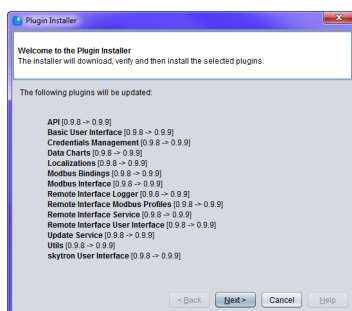 Plugin Installer
Welcome to the Plugin Installer
The installer will download, verify and then install the selected plugins.
The following plugins will be updated:
API [0.9.8 -> 0.9.9]
Basic User Interface [0.9.8 -> 0.9.9]
Credentials Management [0.9.8 -> 0.9.9]
Data Charts [0.9.8 -> 0.9.9]
Localizations [0.9.8 -> 0.9.9]
Modbus Bindings [0.9.8 -> 0.9.9]
Modbus Interface [0.9.8 -> 0.9.9]
Remote Interface Logger [0.9.8 -> 0.9.9]
Remote Interface Modbus Profiles [0.9.8 -> 0.9.9]
Remote Interface Service [0.9.8 -> 0.9.9]
Remote Interface User Interface [0.9.8 -> 0.9.9]
Update Service [0.9.8 -> 0.9.9]
Utils [0.9.8 -> 0.9.9]
skytron User Interface [0.9.8 -> 0.9.9]
< Back Next > Cancel Help